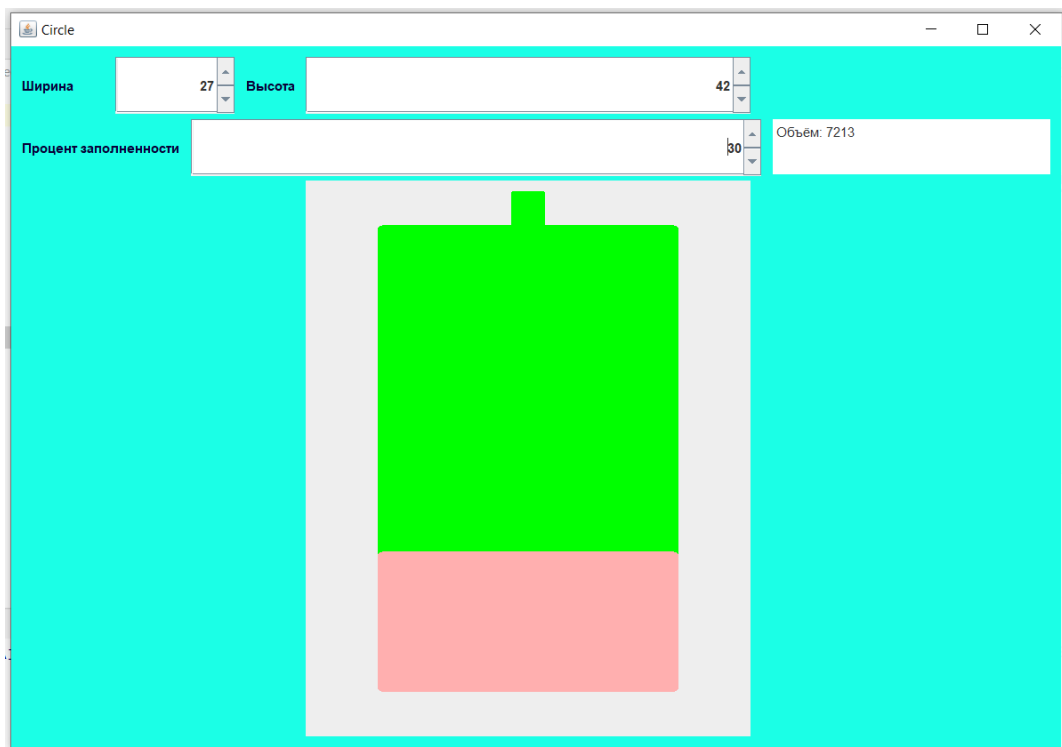 Circle
Ширина 27 Высота 42
Процент заполненности 30 Объём: 7213